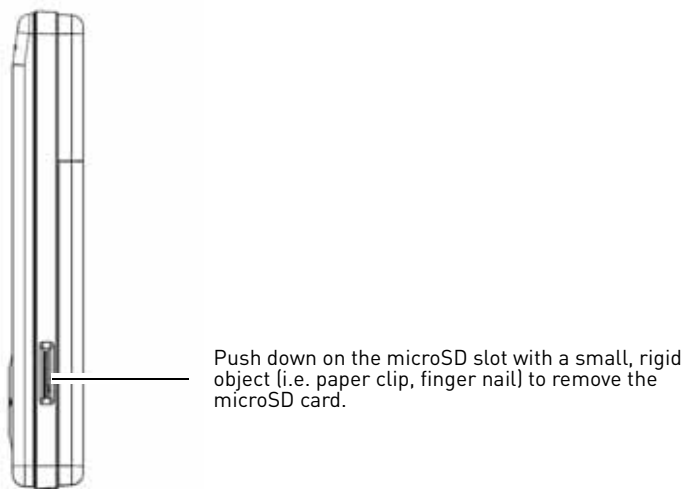 Push down on the microSD slot with a small, rigid
object (i.e. paper clip, finger nail) to remove the
microSD card.